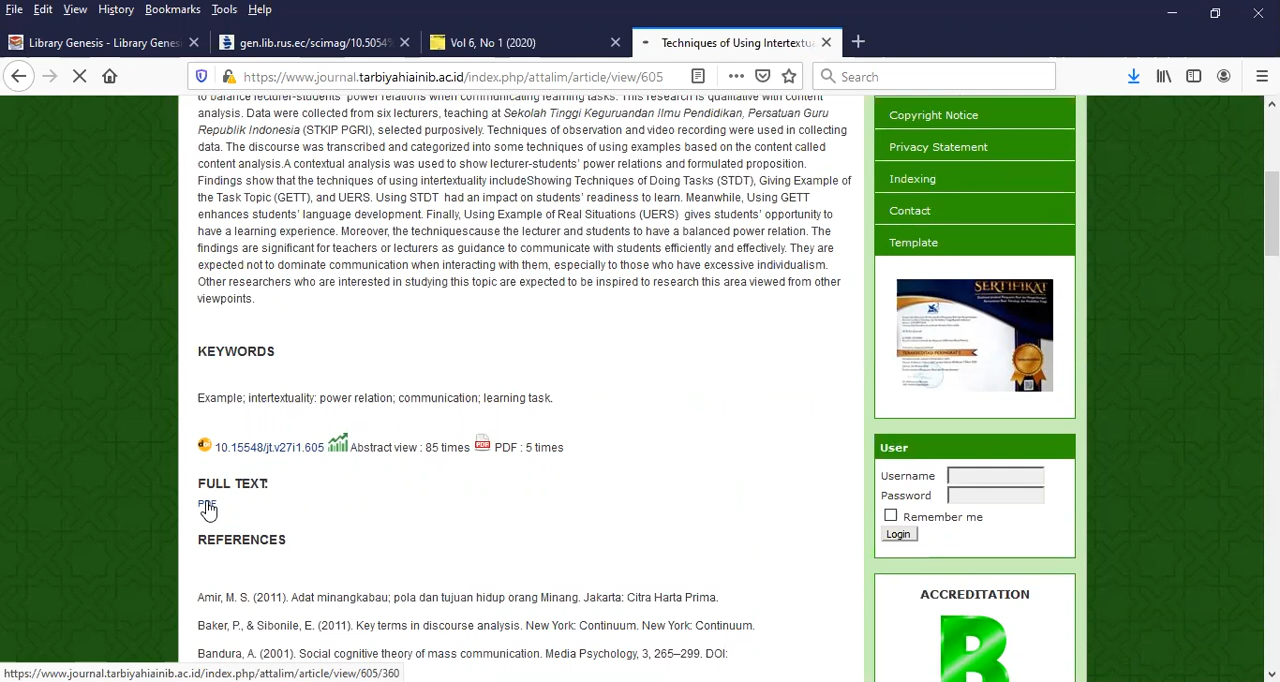 File Edit View History Bookmarks Tools Help
Library Genesis - Library Genes
gen.lib.rus.ec/scimag/10.5054
Vol 6, No 1 (2020)
Techniques of Using Intertextua
https://www.journal.tarbiyahiainib.ac.id/index.php/attalim/article/view/605
Search
to balance lecturer-students' power relations when communicating learning tasks. This research is qualitative with content
analysis. Data were collected from six lecturers, teaching at Sekolah Tinggi Keguruandan Ilmu Pendidikan, Persatuan Guru
Republik Indonesia (STKIP PGRI), selected purposively. Techniques of observation and video recording were used in collecting
data. The discourse was transcribed and categorized into some techniques of using examples based on the content called
content analysis.A contextual analysis was used to show lecturer-students' power relations and formulated proposition.
Findings show that the techniques of using intertextuality includeShowing Techniques of Doing Tasks (STDT), Giving Example of
the Task Topic (GETT), and UERS. Using STDT had an impact on students' readiness to learn. Meanwhile, Using GETT
enhances students' language development. Finally, Using Example of Real Situations (UERS) gives students' opportunity to
have a learning experience. Moreover, the techniquescause the lecturer and students to have a balanced power relation. The
findings are significant for teachers or lecturers as guidance to communicate with students efficiently and effectively. They are
expected not to dominate communication when interacting with them, especially to those who have excessive individualism.
Other researchers who are interested in studying this topic are expected to be inspired to research this area viewed from other
viewpoints.
KEYWORDS
Example; intertextuality: power relation; communication; learning task.
10.15548/jt.v27i1.605 Abstract view : 85 times PDF : 5 times
FULL TEXT:
PDF
REFERENCES
Amir, M. S. (2011). Adat minangkabau; pola dan tujuan hidup orang Minang. Jakarta: Citra Harta Prima.
Baker, P., & Sibonile, E. (2011). Key terms in discourse analysis. New York: Continuum. New York: Continuum.
Bandura, A. (2001). Social cognitive theory of mass communication. Media Psychology, 3, 265–299. DOI:
https://www.journal.tarbiyahiainib.ac.id/index.php/attalim/article/view/605/360
Copyright Notice
Privacy Statement
Indexing
Contact
Template
SERTIFIKAT
User
Username
Password
Remember me
Login
ACCREDITATION